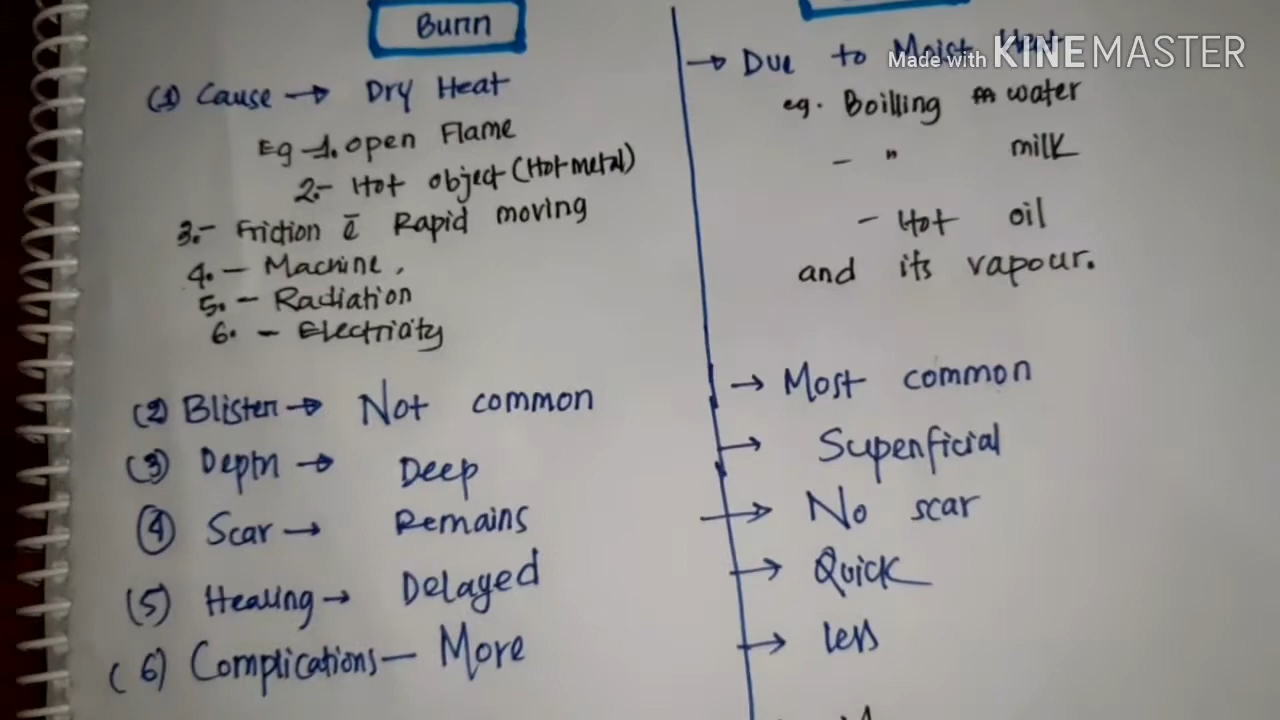 Burn
(1) Cause → Dry Heat
Eg 1. open Flame
2.- Hot object (Hot metal)
3.- Friction c̄ Rapid moving
4. - Machine,
5. - Radiation
6. - Electricity
(2) Blister → Not common
(3) Depth → Deep
(4) Scar → Remains
(5) Healing → Delayed
(6) Complications — More
→ Due to Moist Heat
eg. Boilling water
- " milk
- Hot oil
and its vapour.
→ Most common
→ Superficial
→ No scar
→ Quick
→ less
Made with KINEMASTER